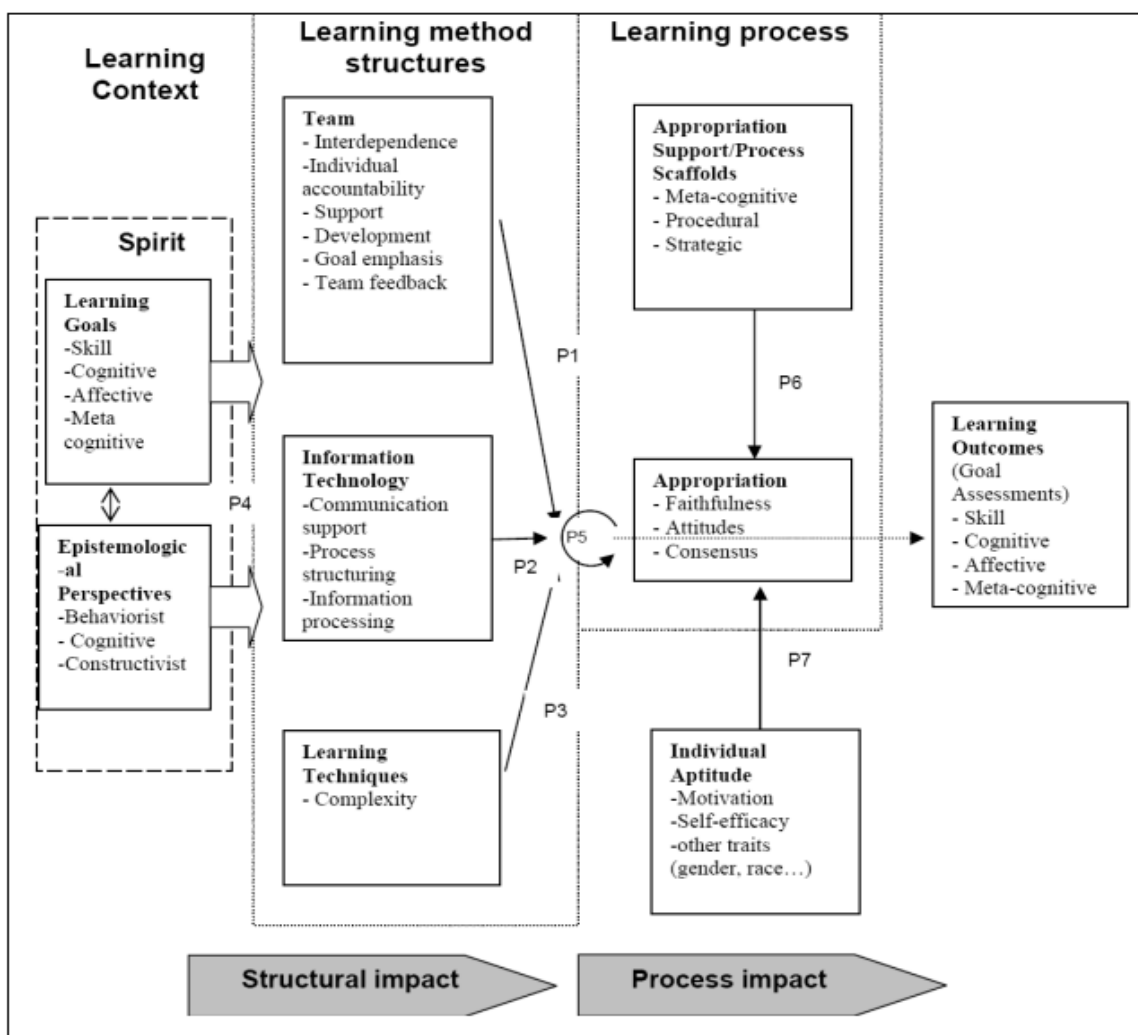 Learning
Context
Learning method
structures
Learning process
Spirit
Learning
Goals
-Skill
-Cognitive
-Affective
-Meta
cognitive
Epistemologic
-al
Perspectives
-Behaviorist
- Cognitive
-Constructivist
P4
Team
- Interdependence
-Individual
accountability
- Support
- Development
- Goal emphasis
- Team feedback
Information
Technology
-Communication
support
-Process
structuring
-Information
processing
Learning
Techniques
- Complexity
P1
P2
P3
P5
Appropriation
Support/Process
Scaffolds
- Meta-cognitive
- Procedural
- Strategic
P6
Appropriation
- Faithfulness
- Attitudes
- Consensus
P7
Individual
Aptitude
-Motivation
-Self-efficacy
-other traits
(gender, race…)
Learning
Outcomes
(Goal
Assessments)
- Skill
- Cognitive
- Affective
- Meta-cognitive
Structural impact
Process impact